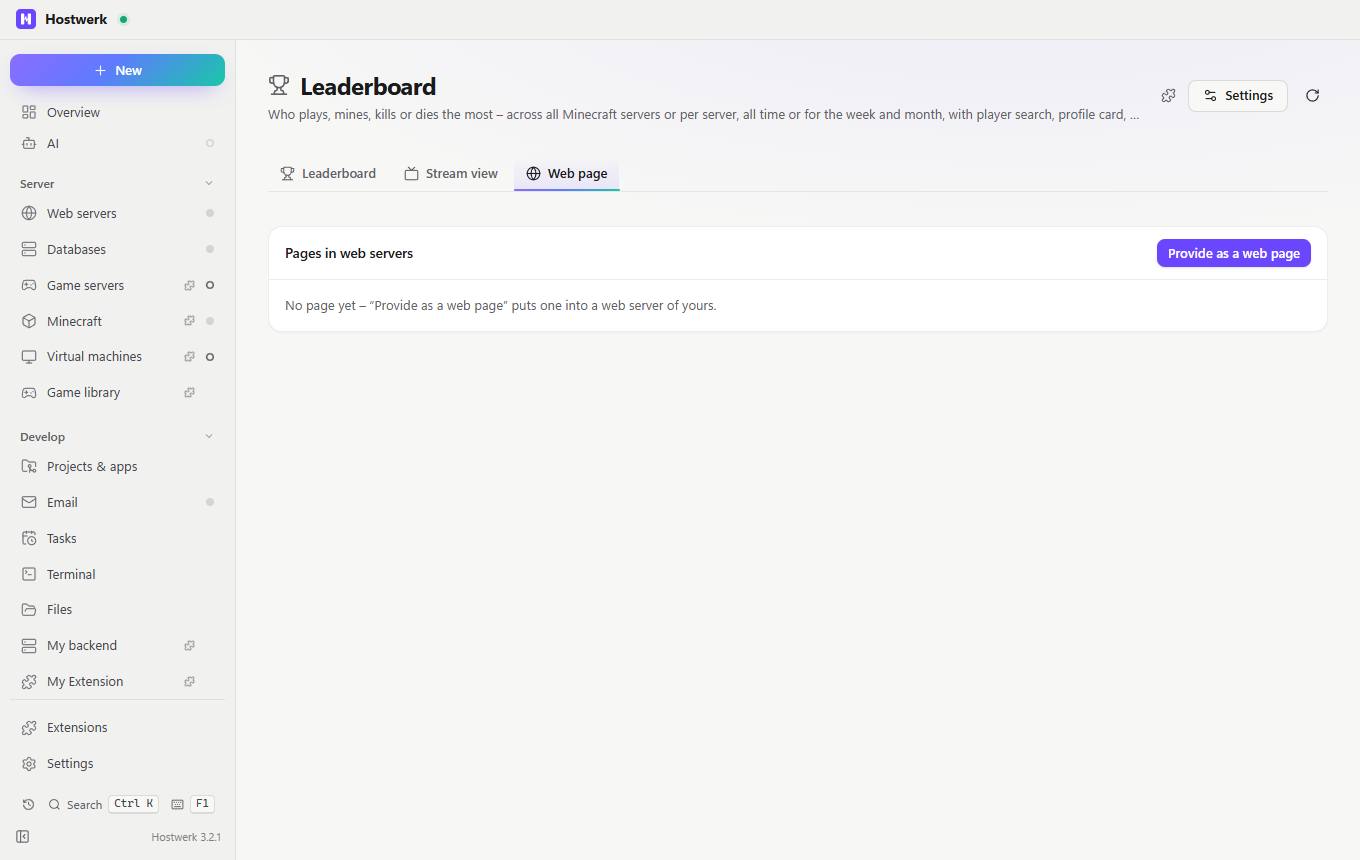 Hostwerk
New
Overview
AI
Server
Web servers
Databases
Game servers
Minecraft
Virtual machines
Game library
Develop
Projects & apps
Email
Tasks
Terminal
Files
My backend
My Extension
Extensions
Settings
Search Ctrl K F1
Hostwerk 3.2.1
Leaderboard
Who plays, mines, kills or dies the most – across all Minecraft servers or per server, all time or for the week and month, with player search, profile card, ...
Settings
Leaderboard Stream view Web page
Pages in web servers
Provide as a web page
No page yet – “Provide as a web page” puts one into a web server of yours.